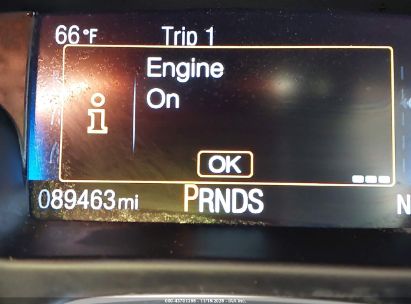 66°F
Trip 1
Engine
On
i
OK
089463mi
PRNDS
N